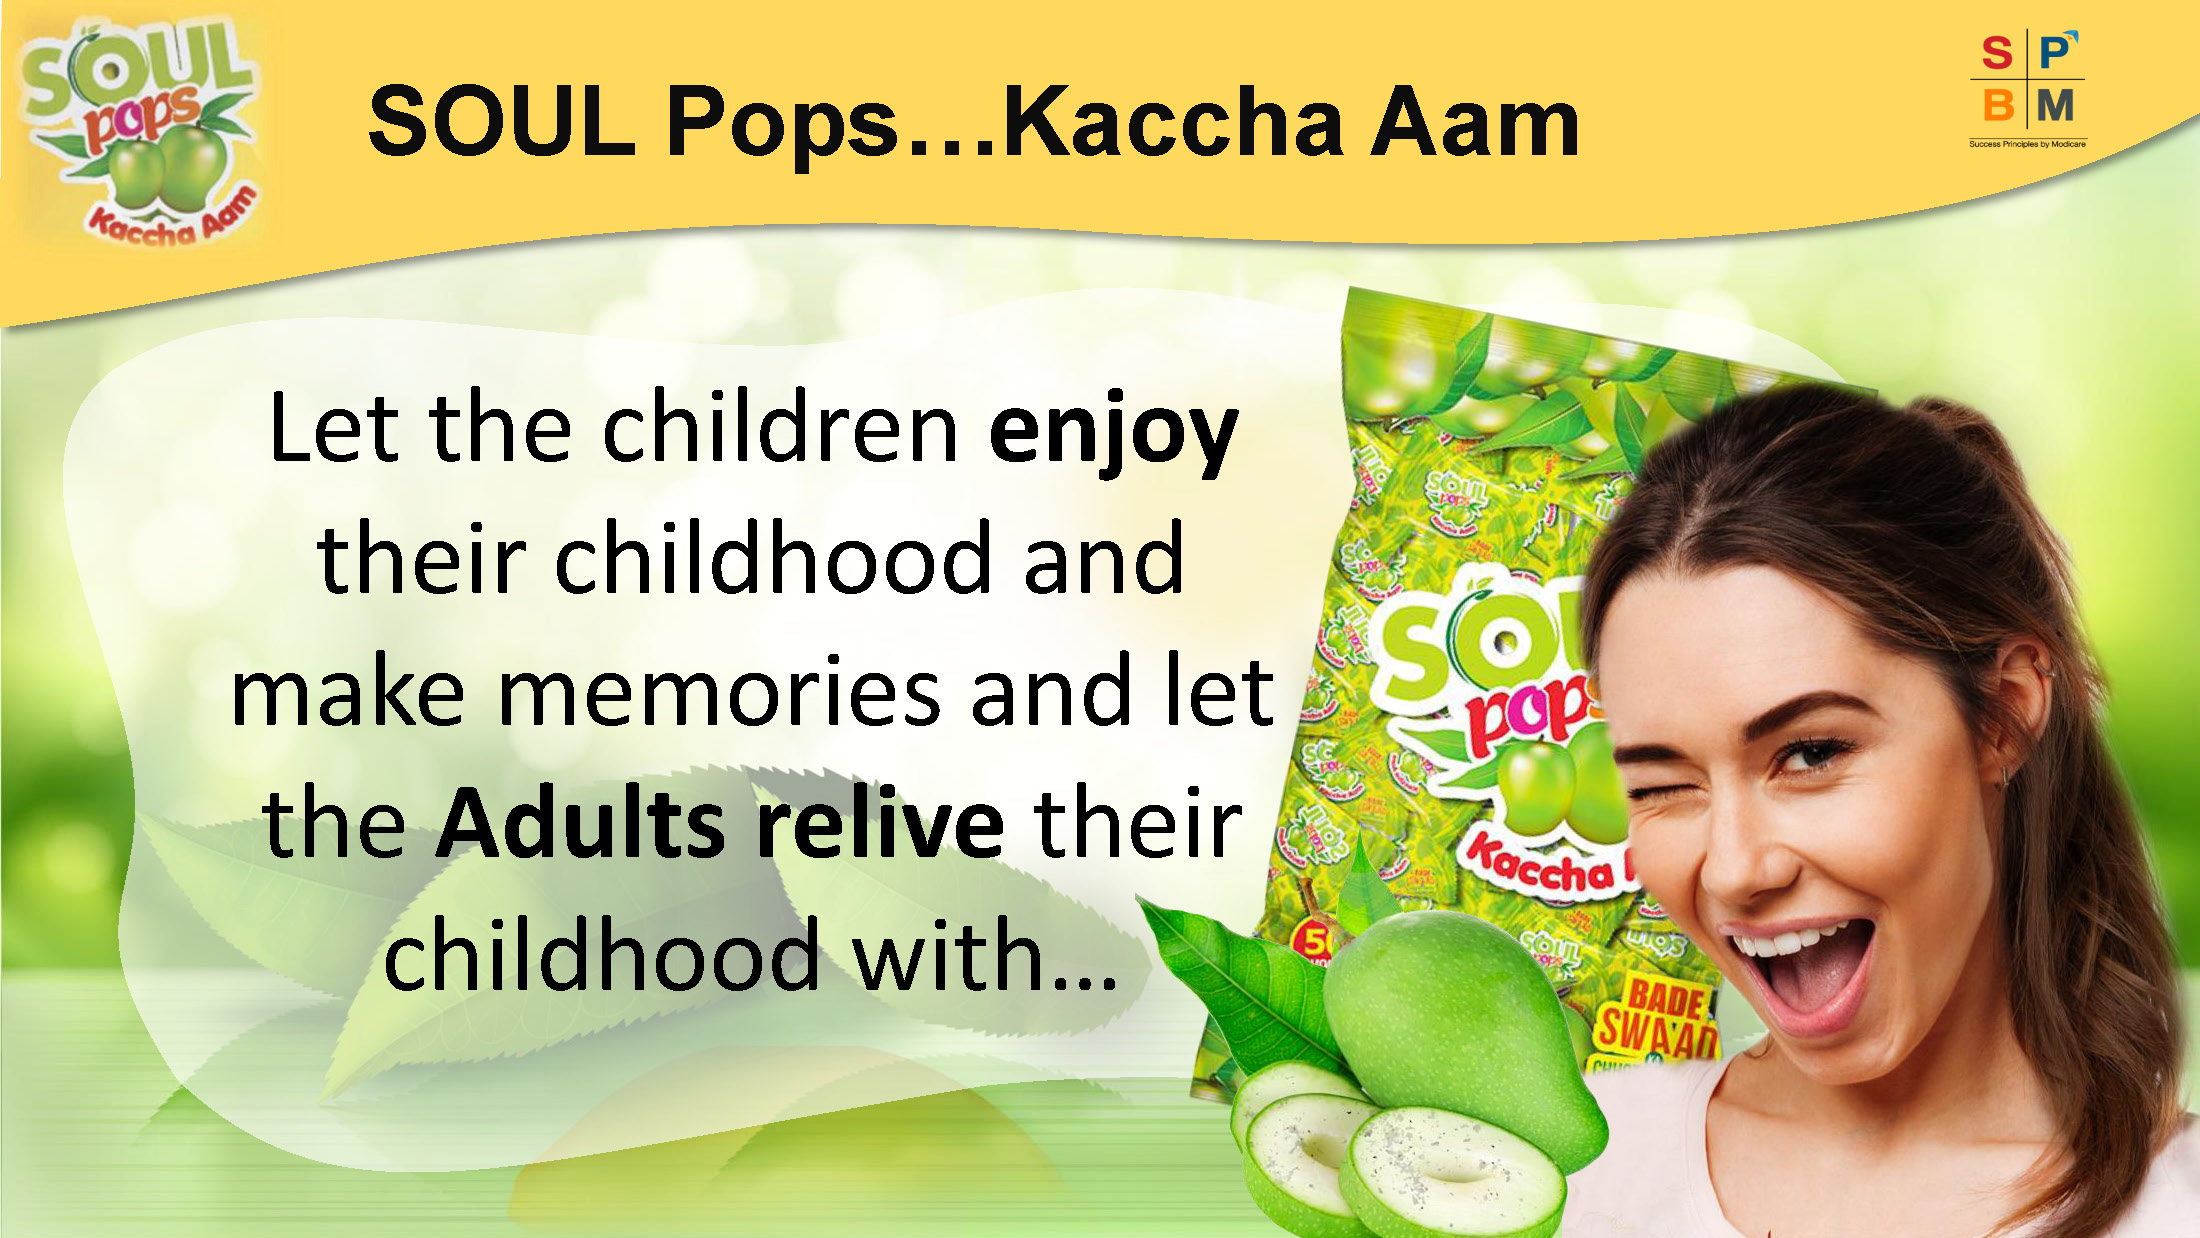 SOUL
pops
Kaccha Aam
SOUL Pops...Kaccha Aam
S P
B M
Success Principles by Modicare
Let the children enjoy
their childhood and
make memories and let
the Adults relive their
childhood with...
pops
Kaccha
BADE
SWAAD